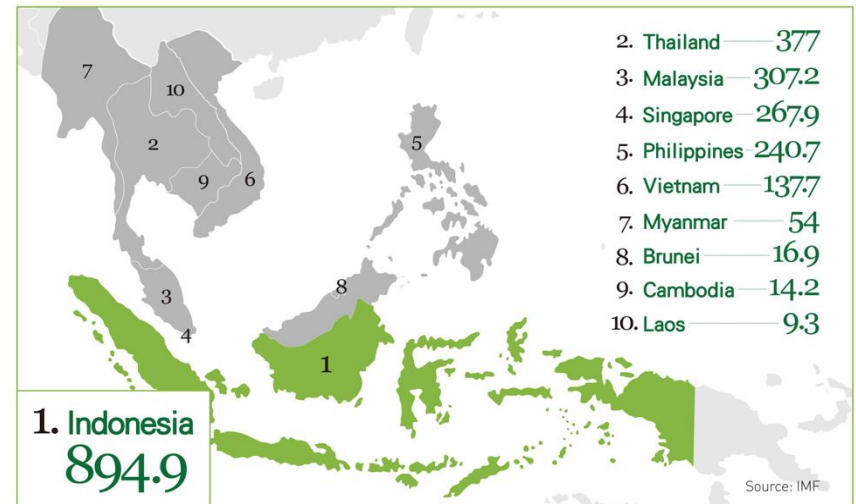 2. Thailand 377
3. Malaysia 307.2
4. Singapore 267.9
5. Philippines 240.7
6. Vietnam 137.7
7. Myanmar 54
8. Brunei 16.9
9. Cambodia 14.2
10. Laos 9.3
7
10
2
5
9
6
8
3
4
1
1. Indonesia
894.9
Source: IMF